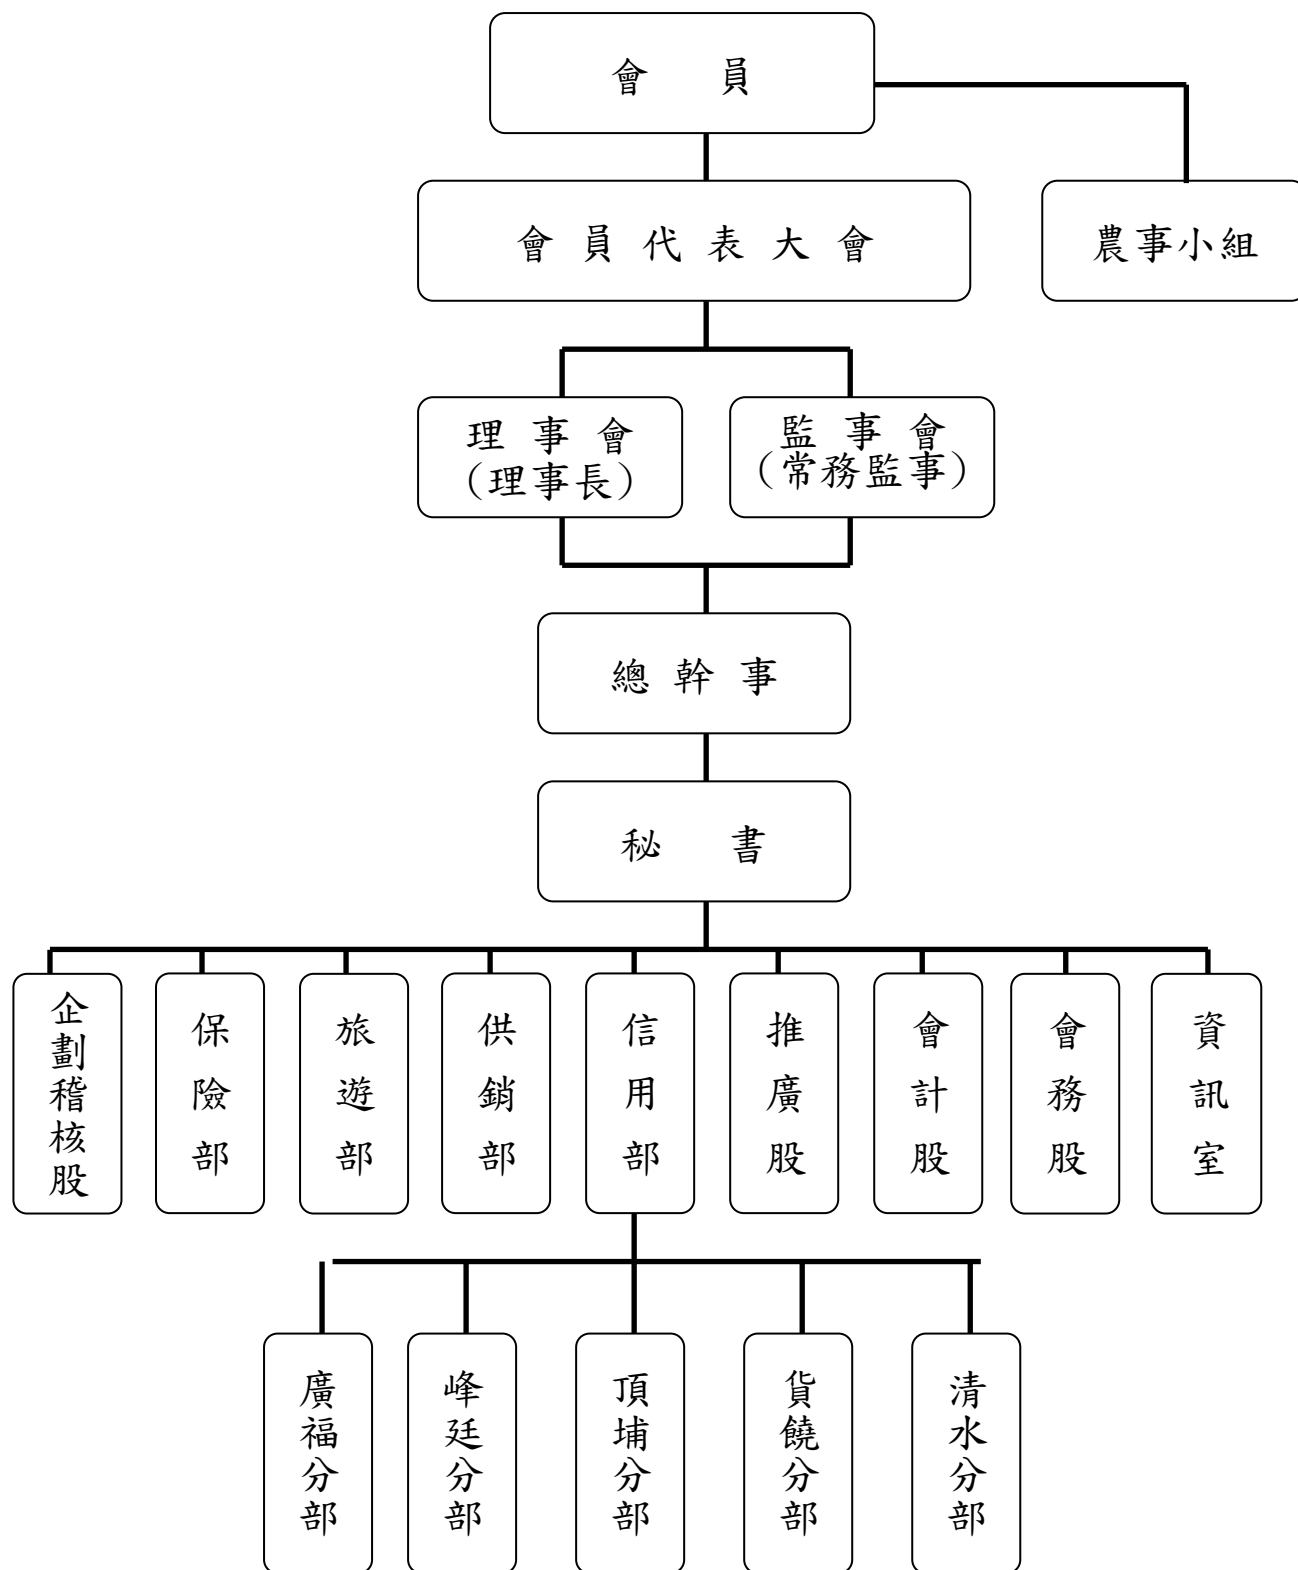 會員
會員代表大會
農事小組
理事會
(理事長)
監事會
(常務監事)
總幹事
秘書
企劃稽核股
保險部
旅遊部
供銷部
信用部
推廣股
會計股
會務股
資訊室
廣福分部
峰廷分部
頂埔分部
貨饒分部
清水分部